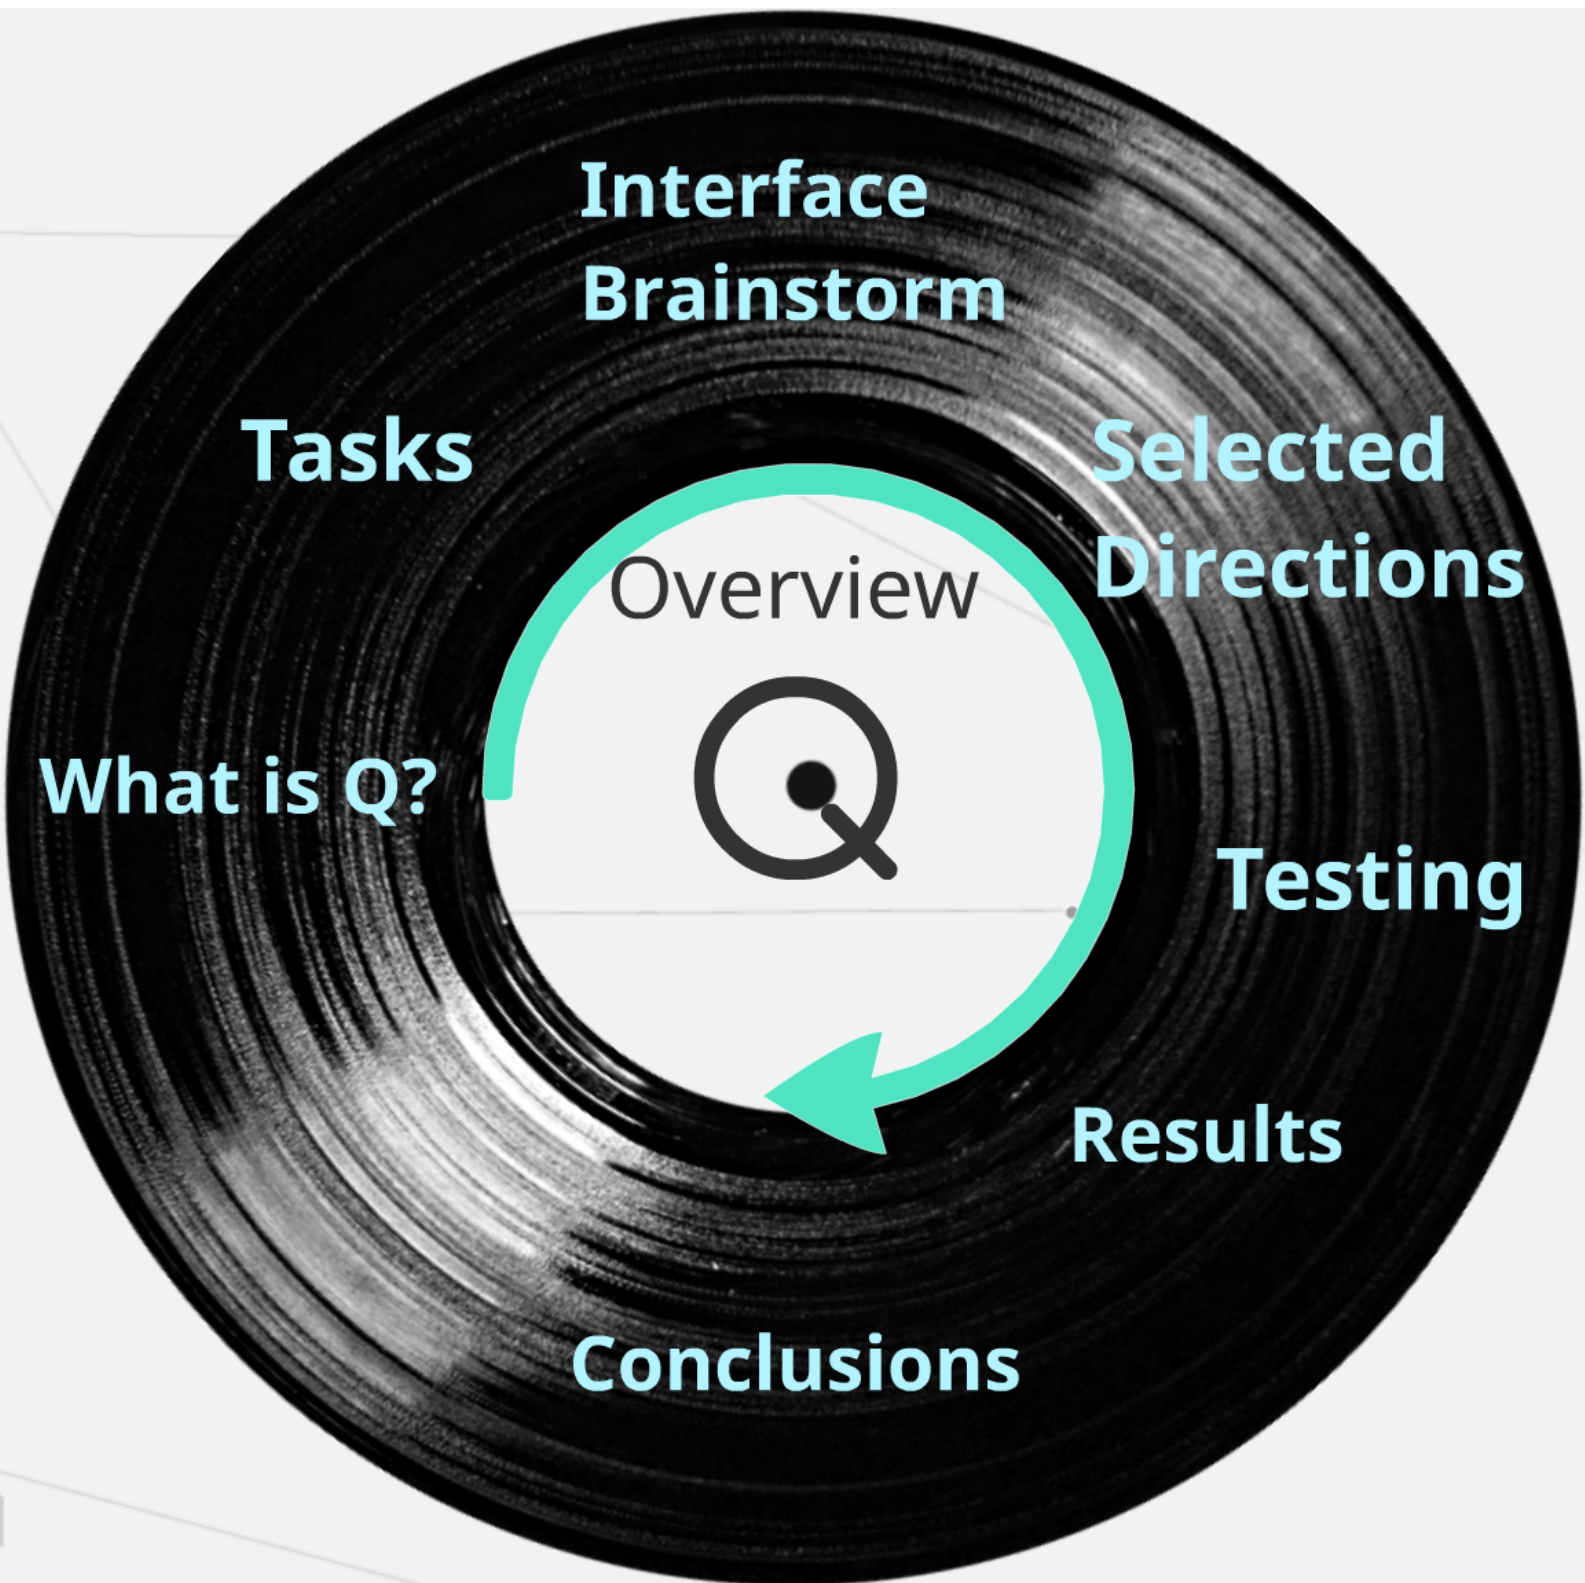 Overview
Q
What is Q?
Tasks
Interface
Brainstorm
Selected
Directions
Testing
Results
Conclusions